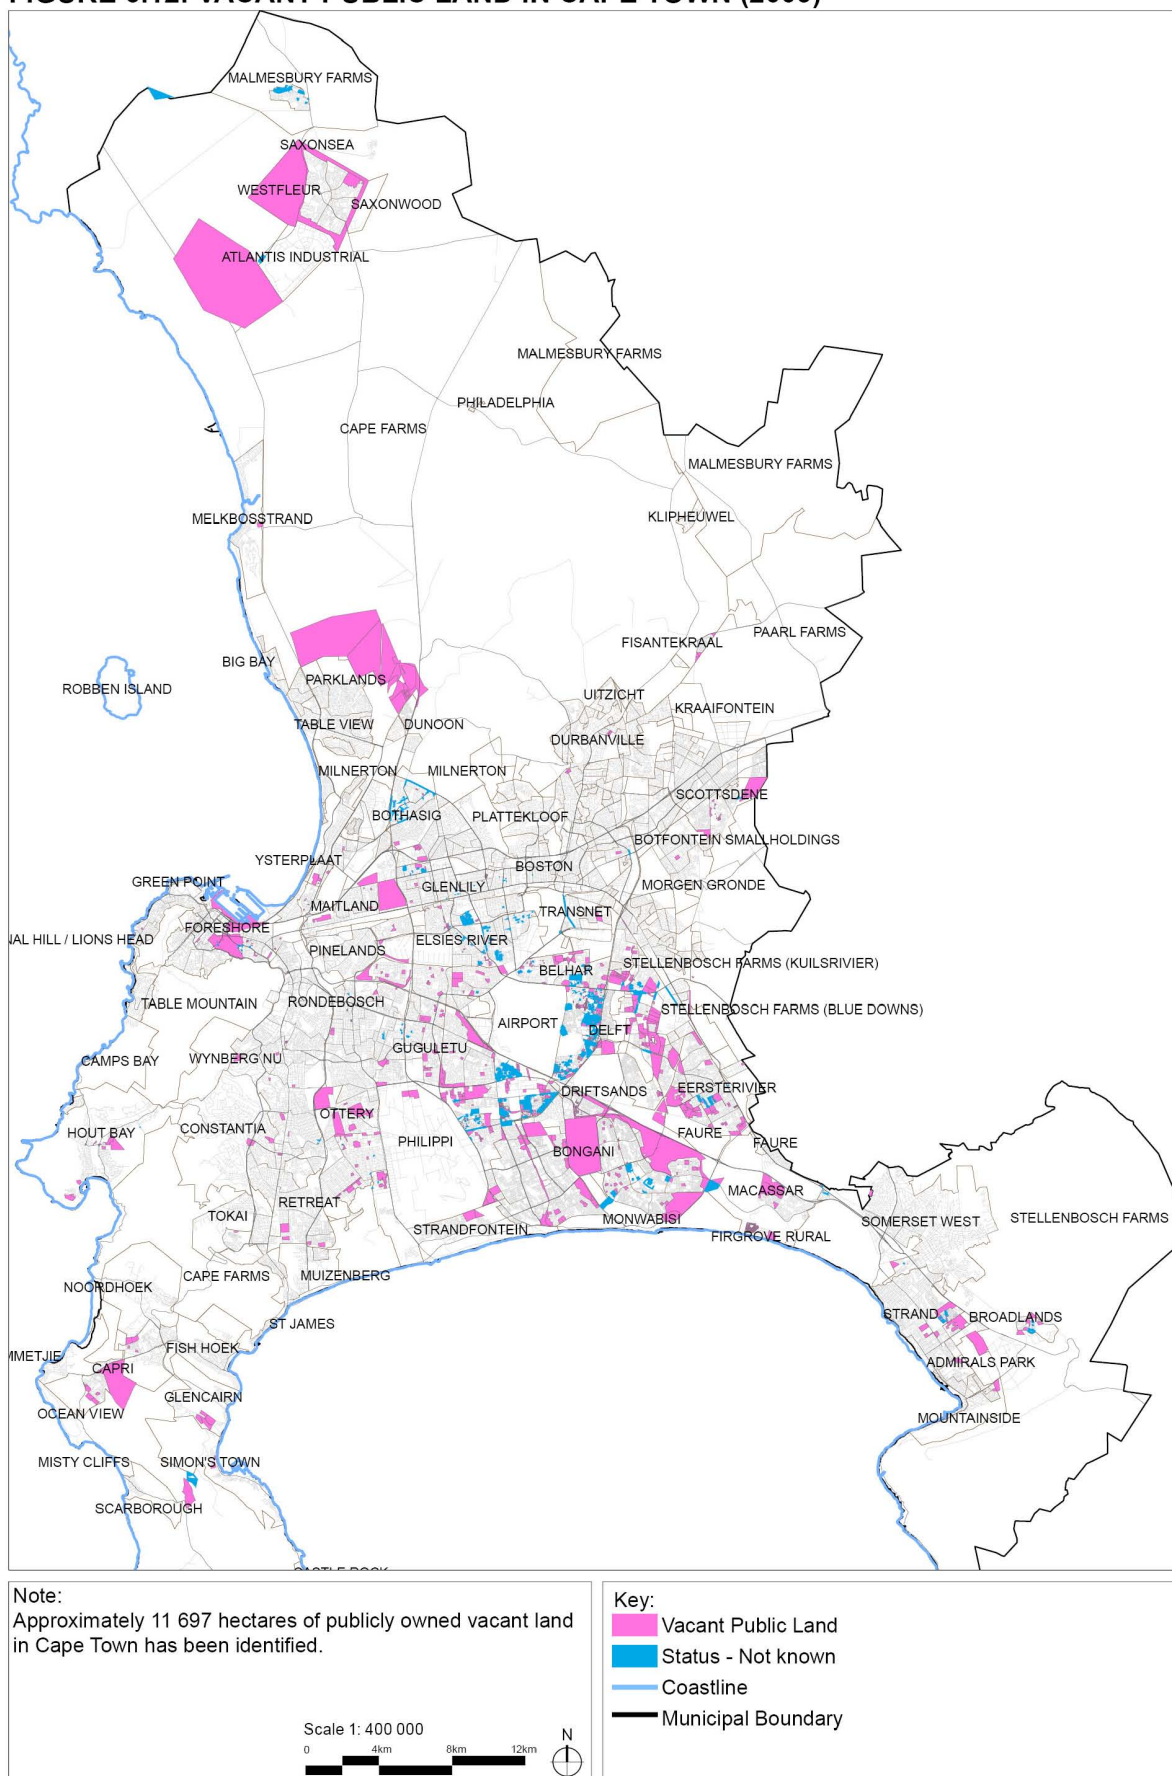 MALMESBURY FARMS
SAXONSEA
WESTFLEUR
SAXONWOOD
ATLANTIS INDUSTRIAL
MALMESBURY FARMS
PHILADELPHIA
CAPE FARMS
MALMESBURY FARMS
KLIPHEUWEL
MELKBOSSTRAND
PAARL FARMS
FISANTEKRAAL
BIG BAY
ROBBEN ISLAND
PARKLANDS
UITZICHT
KRAAIFONTEIN
TABLE VIEW
DUNOON
DURBANVILLE
MILNERTON
MILNERTON
SCOTTSDENE
BOTHASIG
PLATTEKLOOF
BOTFONTEIN SMALLHOLDINGS
YSTERPLAAT
BOSTON
GREEN POINT
GLENLILY
MORGEN GRONDE
MAITLAND
TRANSNET
FORESHORE
NAL HILL / LIONS HEAD
ELSIES RIVER
PINELANDS
STELLENBOSCH FARMS (KUILSRIVIER)
BELHAR
TABLE MOUNTAIN
RONDEBOSCH
STELLENBOSCH FARMS (BLUE DOWNS)
AIRPORT
DELFT
GUGULETU
CAMPS BAY
WYNBERG NU
DRIFTSANDS
EERSTERIVIER
OTTERY
HOUT BAY
CONSTANTIA
PHILIPPI
FAURE
FAURE
BONGANI
MACASSAR
RETREAT
TOKAI
MONWABISI
STRANDFONTEIN
SOMERSET WEST
STELLENBOSCH FARMS
FIRGROVE RURAL
CAPE FARMS
MUIZENBERG
NOORDHOEK
STRAND
BROADLANDS
ST JAMES
FISH HOEK
MMETJIE
CAPRI
ADMIRALS PARK
GLENCAIRN
OCEAN VIEW
MOUNTAINSIDE
MISTY CLIFFS
SIMON'S TOWN
SCARBOROUGH
Note:
Approximately 11 697 hectares of publicly owned vacant land
in Cape Town has been identified.
Scale 1: 400 000
0 4km 8km 12km
N
Key:
Vacant Public Land
Status - Not known
Coastline
Municipal Boundary